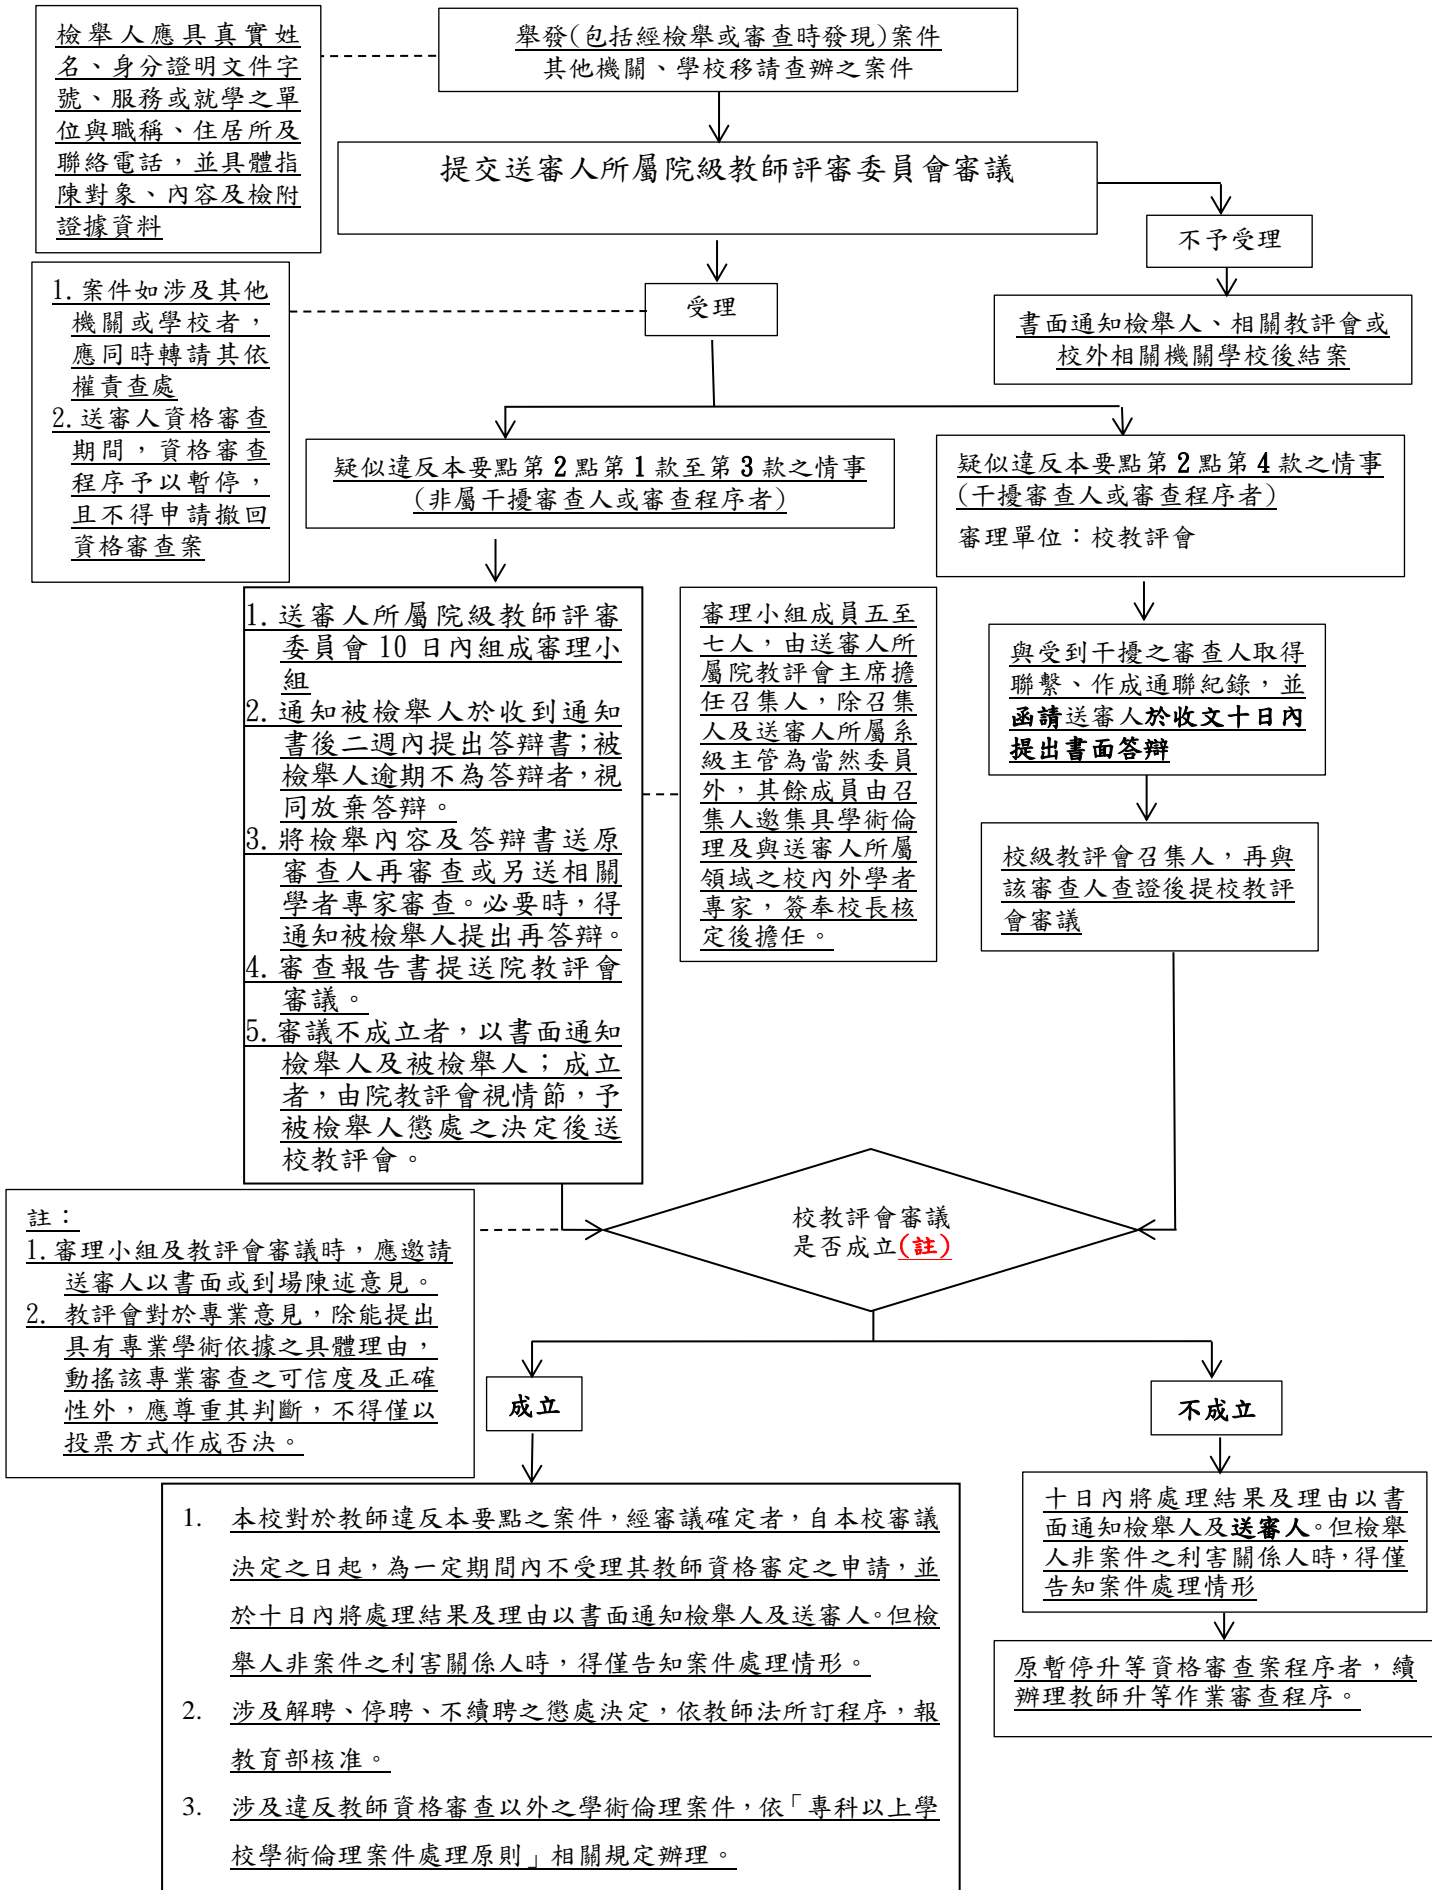 檢舉人應具真實姓
名、身分證明文件字
號、服務或就學之單
位與職稱、住居所及
聯絡電話，並具體指
陳對象、內容及檢附
證據資料
舉發(包括經檢舉或審查時發現)案件
其他機關、學校移請查辦之案件
提交送審人所屬院級教師評審委員會審議
不予受理
書面通知檢舉人、相關教評會或
校外相關機關學校後結案
受理
1. 案件如涉及其他
機關或學校者，
應同時轉請其依
權責查處
2. 送審人資格審查
期間，資格審查
程序予以暫停，
且不得申請撤回
資格審查案
疑似違反本要點第 2 點第 1 款至第 3 款之情事
(非屬干擾審查人或審查程序者)
疑似違反本要點第 2 點第 4 款之情事
(干擾審查人或審查程序者)
審理單位：校教評會
1. 送審人所屬院級教師評審
委員會 10 日內組成審理小
組
2. 通知被檢舉人於收到通知
書後二週內提出答辯書；被
檢舉人逾期不為答辯者，視
同放棄答辯。
3. 將檢舉內容及答辯書送原
審查人再審查或另送相關
學者專家審查。必要時，得
通知被檢舉人提出再答辯。
4. 審查報告書提送院教評會
審議。
5. 審議不成立者，以書面通知
檢舉人及被檢舉人；成立
者，由院教評會視情節，予
被檢舉人懲處之決定後送
校教評會。
審理小組成員五至
七人，由送審人所
屬院教評會主席擔
任召集人，除召集
人及送審人所屬系
級主管為當然委員
外，其餘成員由召
集人邀集具學術倫
理及與送審人所屬
領域之校內外學者
專家，簽奉校長核
定後擔任。
與受到干擾之審查人取得
聯繫、作成通聯紀錄，並
函請送審人於收文十日內
提出書面答辯
校級教評會召集人，再與
該審查人查證後提校教評
會審議
校教評會審議
是否成立(註)
註：
1. 審理小組及教評會審議時，應邀請
送審人以書面或到場陳述意見。
2. 教評會對於專業意見，除能提出
具有專業學術依據之具體理由，
動搖該專業審查之可信度及正確
性外，應尊重其判斷，不得僅以
投票方式作成否決。
成立
不成立
1. 本校對於教師違反本要點之案件，經審議確定者，自本校審議
決定之日起，為一定期間內不受理其教師資格審定之申請，並
於十日內將處理結果及理由以書面通知檢舉人及送審人。但檢
舉人非案件之利害關係人時，得僅告知案件處理情形。
2. 涉及解聘、停聘、不續聘之懲處決定，依教師法所訂程序，報
教育部核准。
3. 涉及違反教師資格審查以外之學術倫理案件，依「專科以上學
校學術倫理案件處理原則」相關規定辦理。
十日內將處理結果及理由以書
面通知檢舉人及送審人。但檢舉
人非案件之利害關係人時，得僅
告知案件處理情形
原暫停升等資格審查案程序者，續
辦理教師升等作業審查程序。